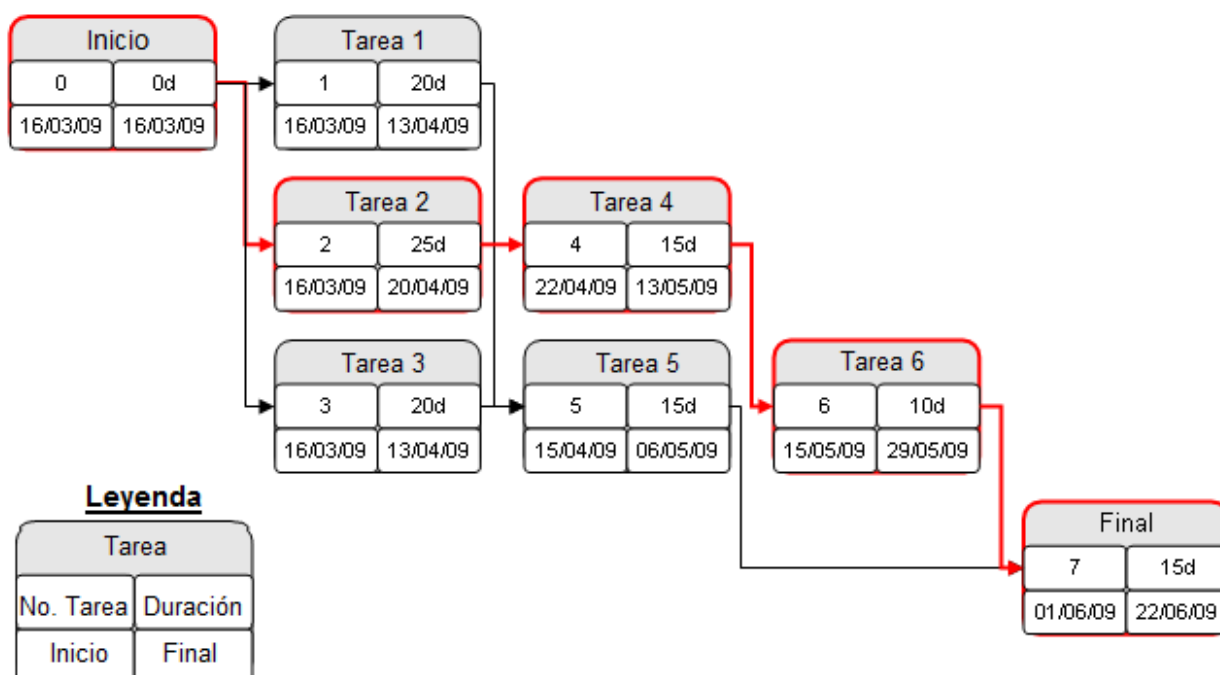 Inicio
0 0d
16/03/09 16/03/09
Tarea 1
1 20d
16/03/09 13/04/09
Tarea 2
2 25d
16/03/09 20/04/09
Tarea 4
4 15d
22/04/09 13/05/09
Tarea 3
3 20d
16/03/09 13/04/09
Tarea 5
5 15d
15/04/09 06/05/09
Tarea 6
6 10d
15/05/09 29/05/09
Final
7 15d
01/06/09 22/06/09
Leyenda
Tarea
No. Tarea Duración
Inicio Final